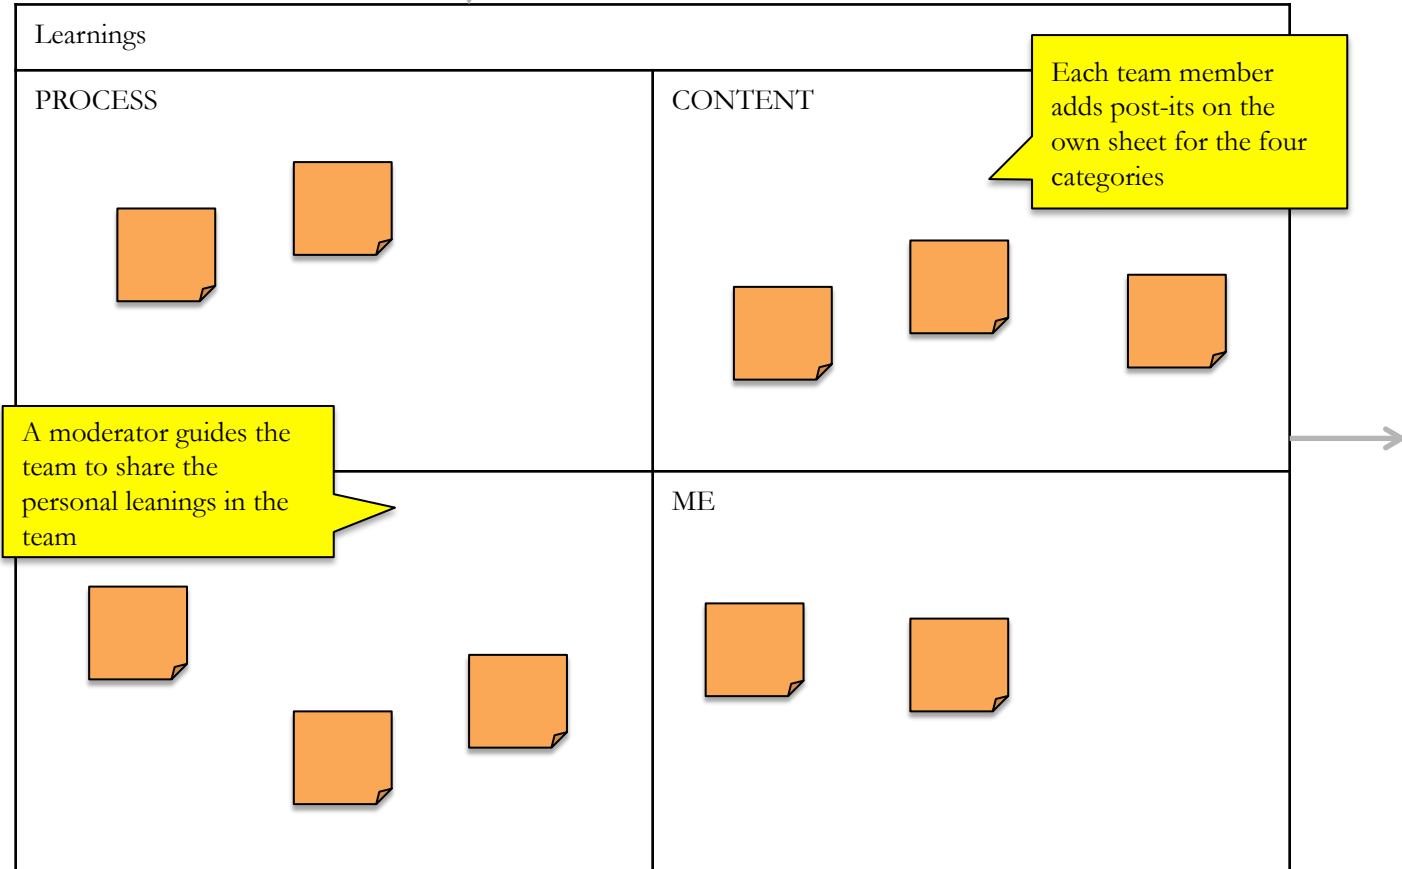 Learnings
PROCESS
CONTENT
Each team member
adds post-its on the
own sheet for the four
categories
A moderator guides the
team to share the
personal leanings in the
team
ME